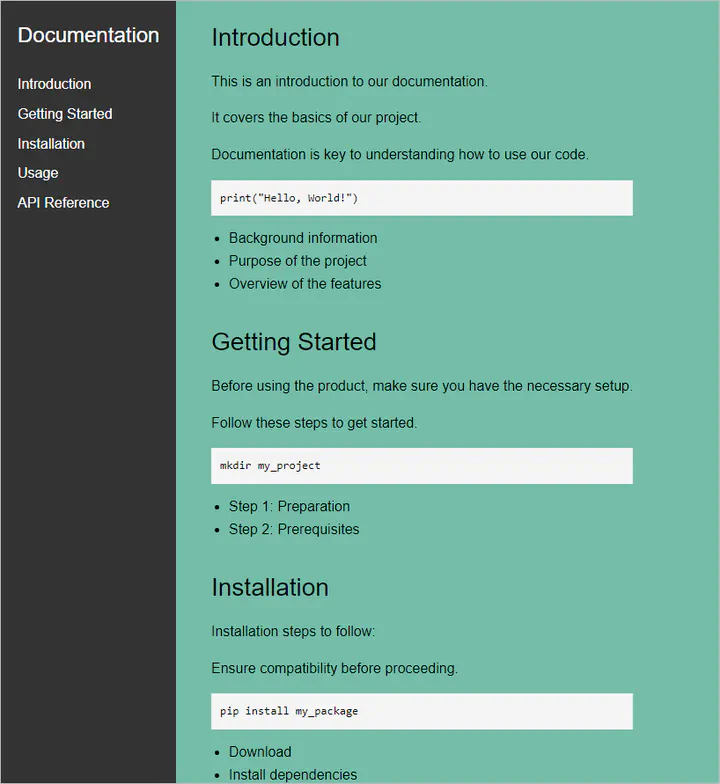 Documentation
Introduction
Getting Started
Installation
Usage
API Reference
Introduction
This is an introduction to our documentation.
It covers the basics of our project.
Documentation is key to understanding how to use our code.
print("Hello, World!")
Background information
Purpose of the project
Overview of the features
Getting Started
Before using the product, make sure you have the necessary setup.
Follow these steps to get started.
mkdir my_project
Step 1: Preparation
Step 2: Prerequisites
Installation
Installation steps to follow:
Ensure compatibility before proceeding.
pip install my_package
Download
Install dependencies